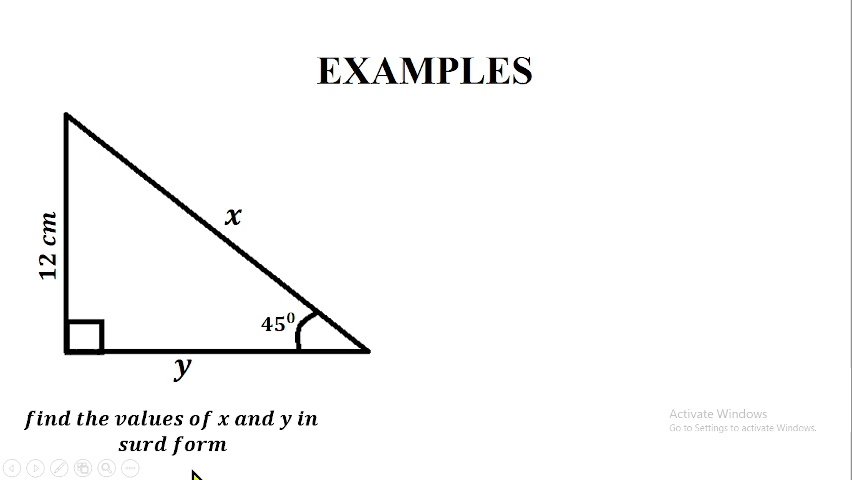 EXAMPLES
12 cm
x
45⁰
y
find the values of x and y in
surd form
Activate Windows
Go to Settings to activate Windows.